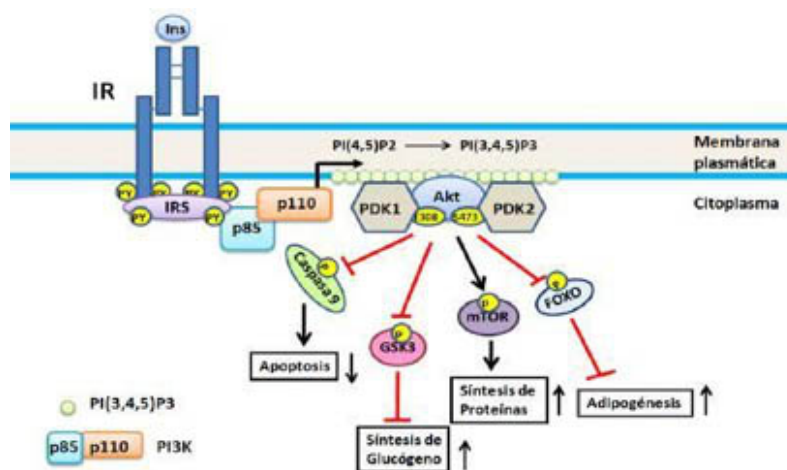 Ins
IR
PI(4,5)P2 → PI(3,4,5)P3
Membrana
plasmática
Citoplasma
PY PY PY PY
IRS
PY PY
p85
p110
PDK1
Akt
PDK2
308 S473
P
Caspasa 9
P
GSK3
P
mTOR
P
FOXO
Apoptosis
Síntesis de
Glucógeno
Síntesis de
Proteínas
Adipogénesis
PI(3,4,5)P3
p85 p110 PI3K